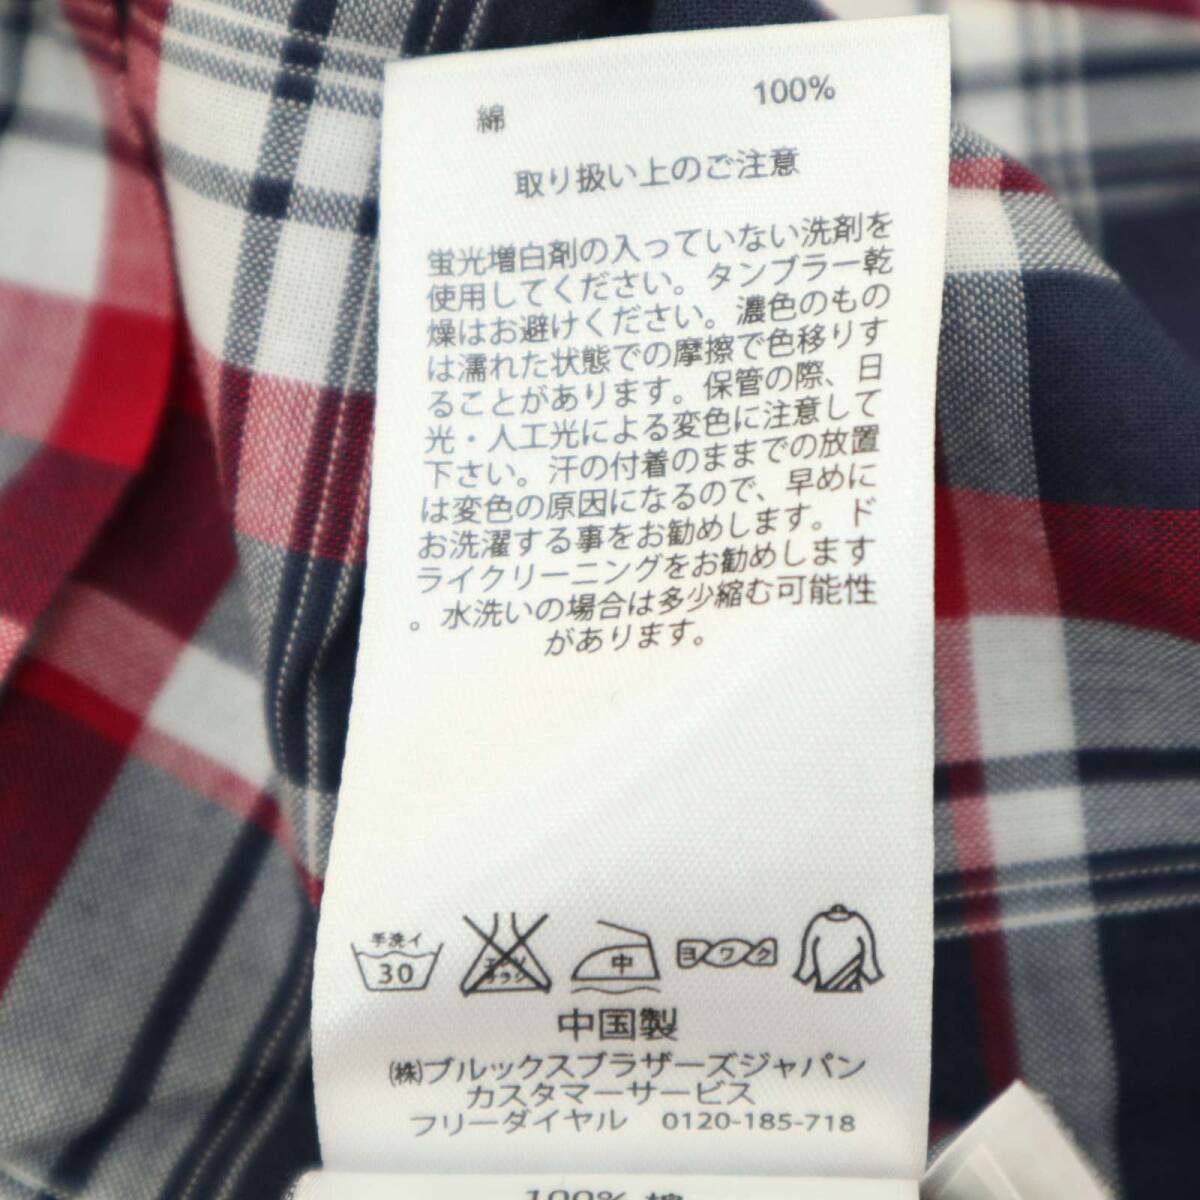 綿 100%
取り扱い上のご注意
蛍光増白剤の入っていない洗剤を
使用してください。タンブラー乾
燥はお避けください。濃色のもの
は濡れた状態での摩擦で色移りす
ることがあります。保管の際、日
光・人工光による変色に注意して
下さい。汗の付着のままでの放置
は変色の原因になるので、早めに
お洗濯する事をお勧めします。ド
ライクリーニングをお勧めします
。水洗いの場合は多少縮む可能性
があります。
手洗イ 30 エンソサラシ 中 ヨワク
中国製
㈱ブルックスブラザーズジャパン
カスタマーサービス
フリーダイヤル 0120-185-718
100% 綿